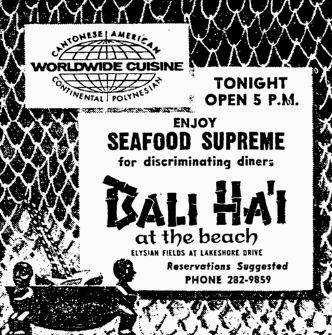 CANTONESE AMERICAN
WORLDWIDE CUISINE
CONTINENTAL POLYNESIAN
TONIGHT
OPEN 5 P.M.
ENJOY
SEAFOOD SUPREME
for discriminating diners
BALI HA'I
at the beach
ELYSIAN FIELDS AT LAKESHORE DRIVE
Reservations Suggested
PHONE 282-9859